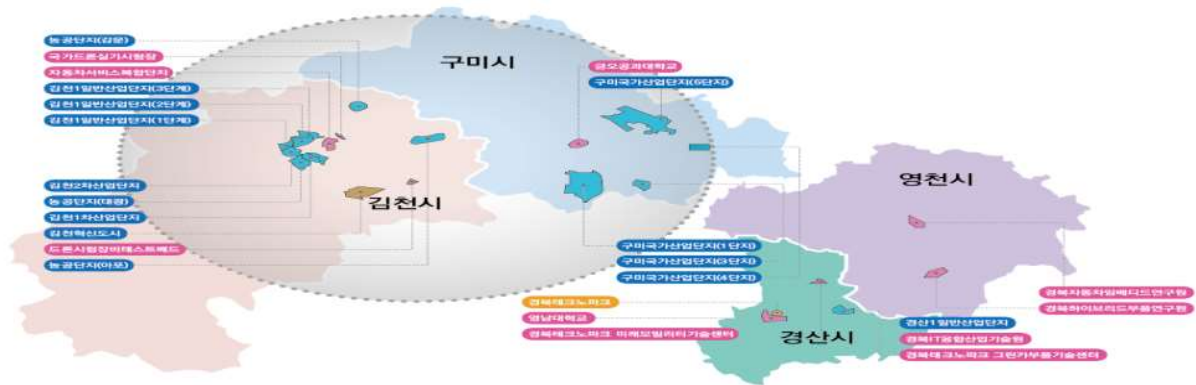 농공단지(감문)
국가드론실기시험장
자동차서비스복합단지
김천1일반산업단지(3단계)
김천1일반산업단지(2단계)
김천1일반산업단지(1단계)
김천2차산업단지
농공단지(대광)
김천1차산업단지
김천혁신도시
드론시험장비테스트베드
농공단지(아포)
구미시
김천시
금오공과대학교
구미국가산업단지(5단지)
구미국가산업단지(1단지)
구미국가산업단지(3단지)
구미국가산업단지(4단지)
영천시
경북자동차임베디드연구원
경북하이브리드부품연구원
경북테크노파크
영남대학교
경북테크노파크 미래모빌리티기술센터
경산시
경산1일반산업단지
경북IT융합산업기술원
경북테크노파크 그린카부품기술센터